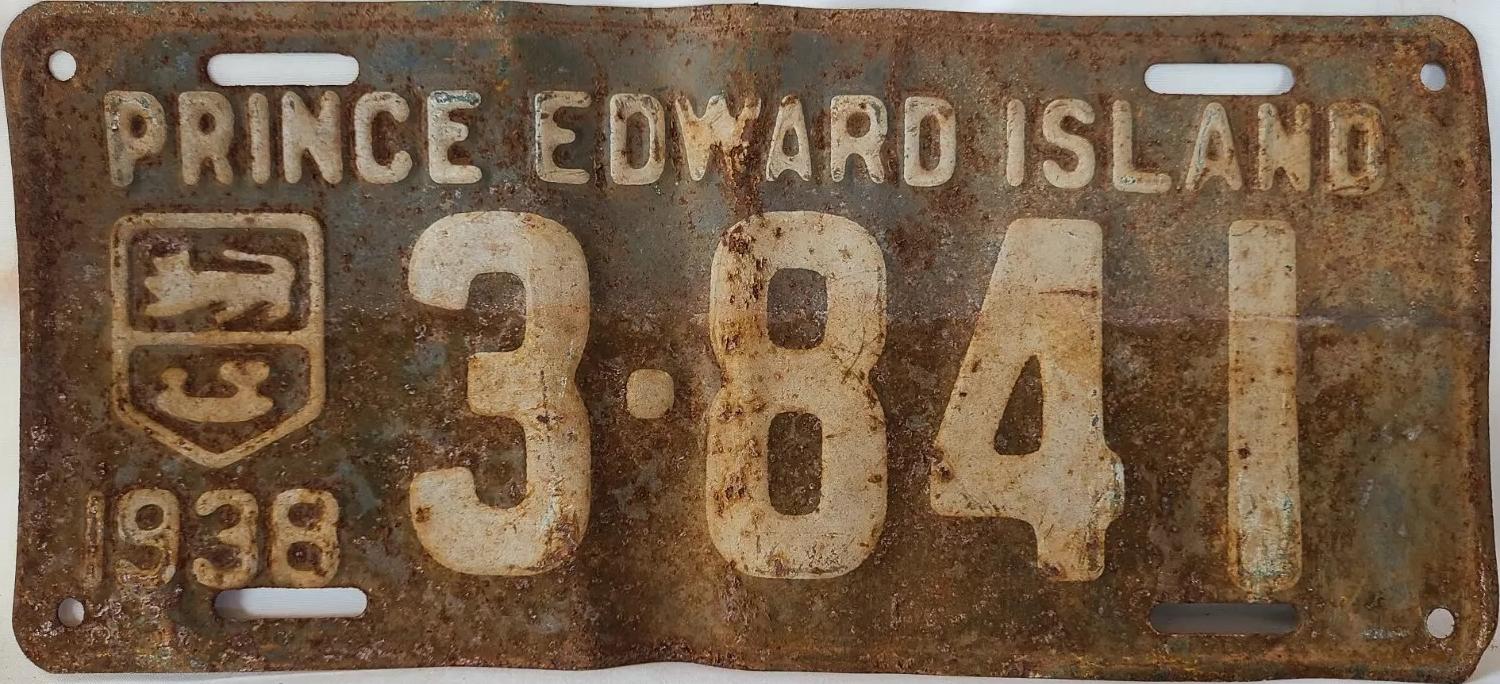 PRINCE EDWARD ISLAND
3·841
1938